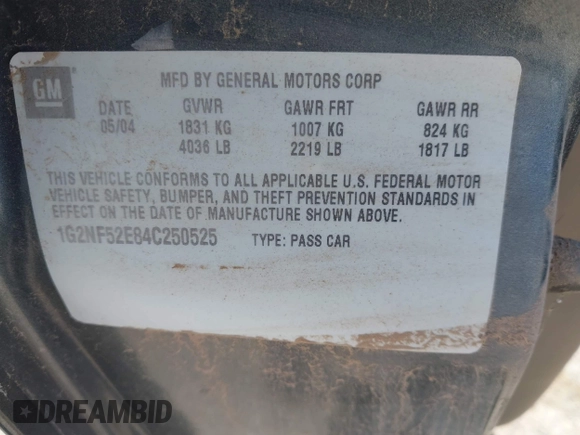 GM
MFD BY GENERAL MOTORS CORP
DATE GVWR GAWR FRT GAWR RR
05/04 1831 KG 1007 KG 824 KG
4036 LB 2219 LB 1817 LB
THIS VEHICLE CONFORMS TO ALL APPLICABLE U.S. FEDERAL MOTOR
VEHICLE SAFETY, BUMPER, AND THEFT PREVENTION STANDARDS IN
EFFECT ON THE DATE OF MANUFACTURE SHOWN ABOVE.
1G2NF52E84C250525 TYPE: PASS CAR
DREAMBID